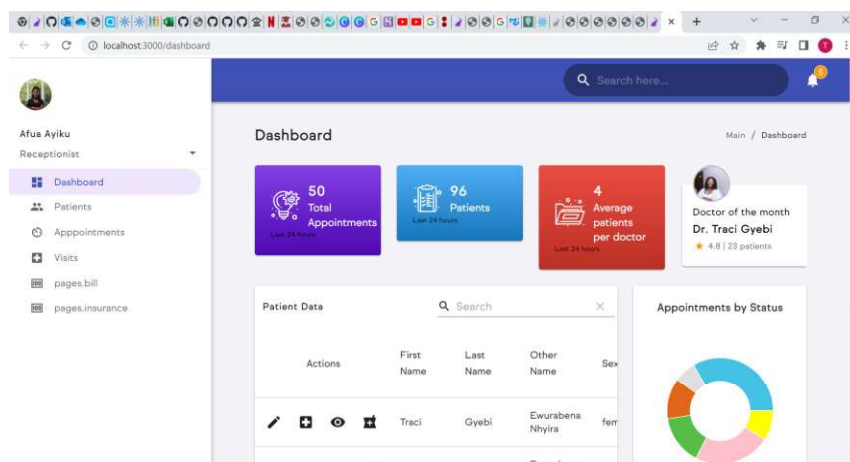 localhost:3000/dashboard
T
Search here...
Afua Ayiku
Receptionist
Dashboard
Patients
Apppointments
Visits
pages.bill
pages.insurance
Dashboard
Main / Dashboard
50
Total
Appointments
Last 24 hours
96
Patients
Last 24 hours
4
Average
patients
per doctor
Last 24 hours
Doctor of the month
Dr. Traci Gyebi
4.8 | 23 patients
Patient Data
Search
Appointments by Status
Actions
First
Name
Last
Name
Other
Name
Sex
Traci
Gyebi
Ewurabena
Nhyira
fem